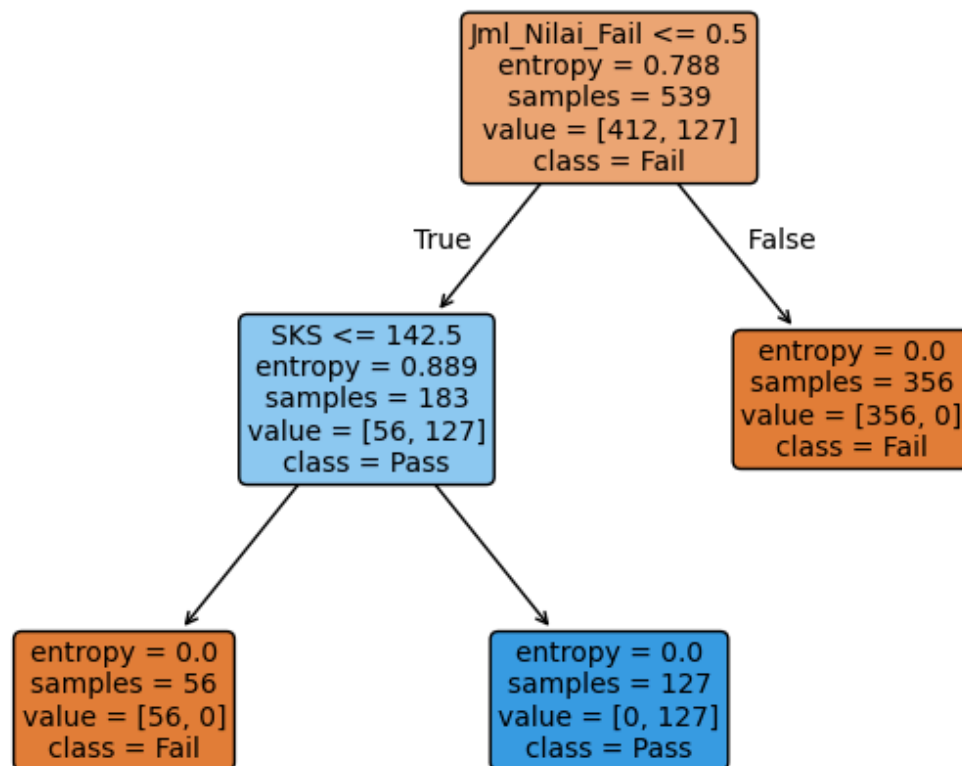 Jml_Nilai_Fail <= 0.5
entropy = 0.788
samples = 539
value = [412, 127]
class = Fail
True
False
SKS <= 142.5
entropy = 0.889
samples = 183
value = [56, 127]
class = Pass
entropy = 0.0
samples = 356
value = [356, 0]
class = Fail
entropy = 0.0
samples = 56
value = [56, 0]
class = Fail
entropy = 0.0
samples = 127
value = [0, 127]
class = Pass